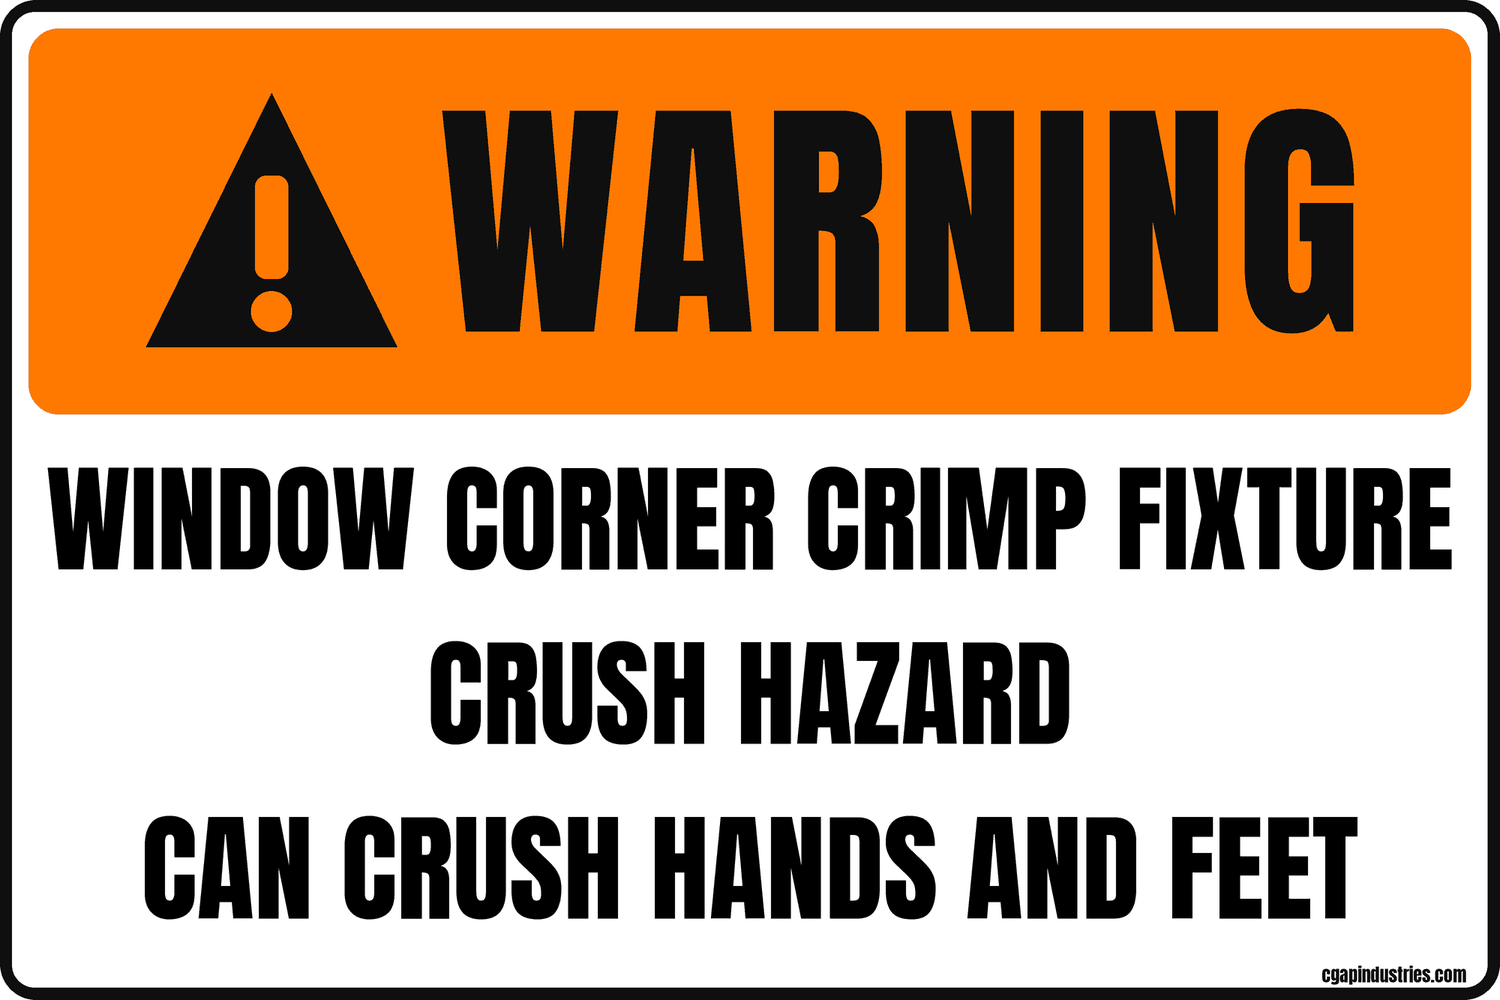 WARNING
WINDOW CORNER CRIMP FIXTURE
CRUSH HAZARD
CAN CRUSH HANDS AND FEET
cgapindustries.com